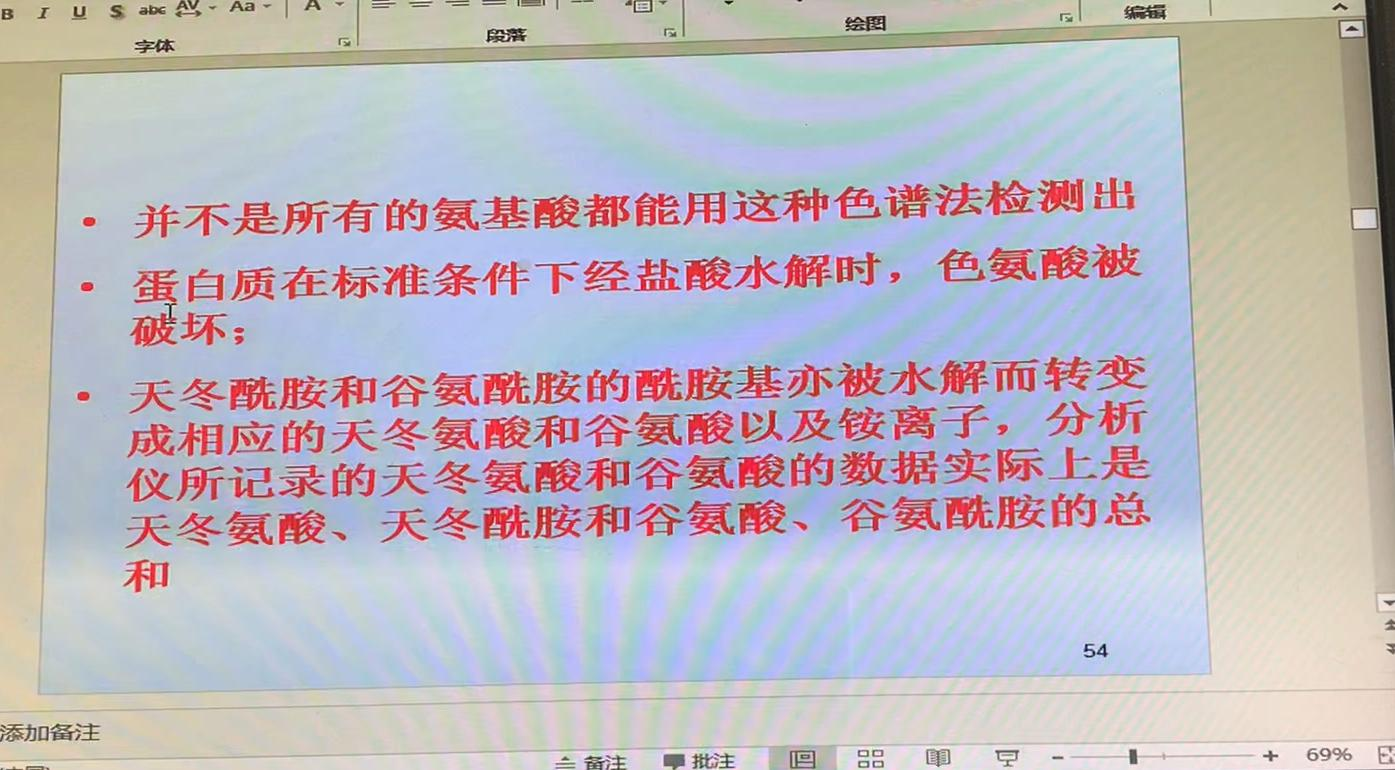 B I U S abc AV Aa A
字体 段落 绘图 编辑
并不是所有的氨基酸都能用这种色谱法检测出
蛋白质在标准条件下经盐酸水解时，色氨酸被
破坏；
天冬酰胺和谷氨酰胺的酰胺基亦被水解而转变
成相应的天冬氨酸和谷氨酸以及铵离子，分析
仪所记录的天冬氨酸和谷氨酸的数据实际上是
天冬氨酸、天冬酰胺和谷氨酸、谷氨酰胺的总
和
54
添加备注
备注 批注 69%